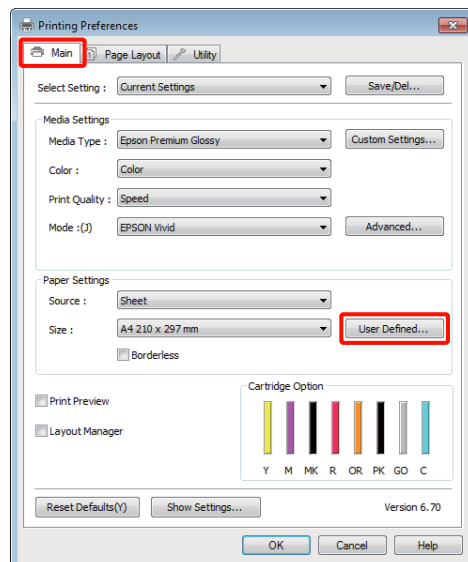 Printing Preferences
Main Page Layout Utility
Select Setting : Current Settings Save/Del...
Media Settings
Media Type : Epson Premium Glossy Custom Settings...
Color : Color
Print Quality : Speed
Mode :(J) EPSON Vivid Advanced...
Paper Settings
Source : Sheet
Size : A4 210 x 297 mm User Defined...
Borderless
Print Preview
Layout Manager
Cartridge Option
Y M MK R OR PK GO C
Reset Defaults(Y) Show Settings... Version 6.70
OK Cancel Help